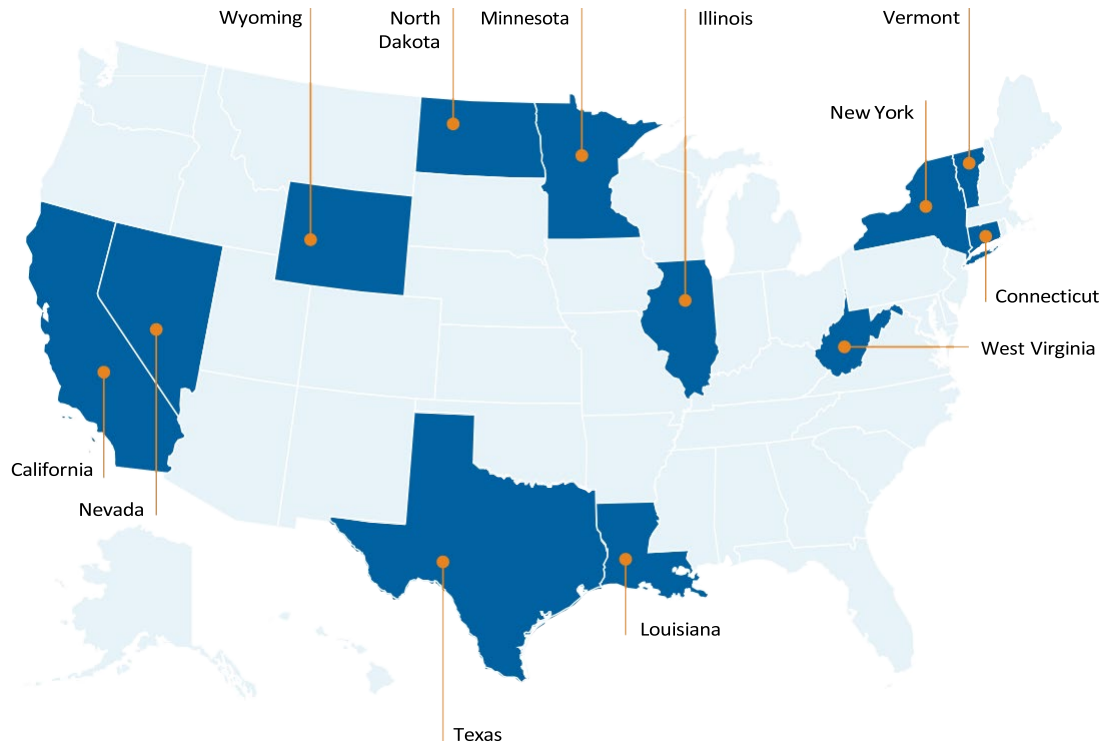 Wyoming
North
Dakota
Minnesota
Illinois
Vermont
New York
Connecticut
West Virginia
California
Nevada
Louisiana
Texas